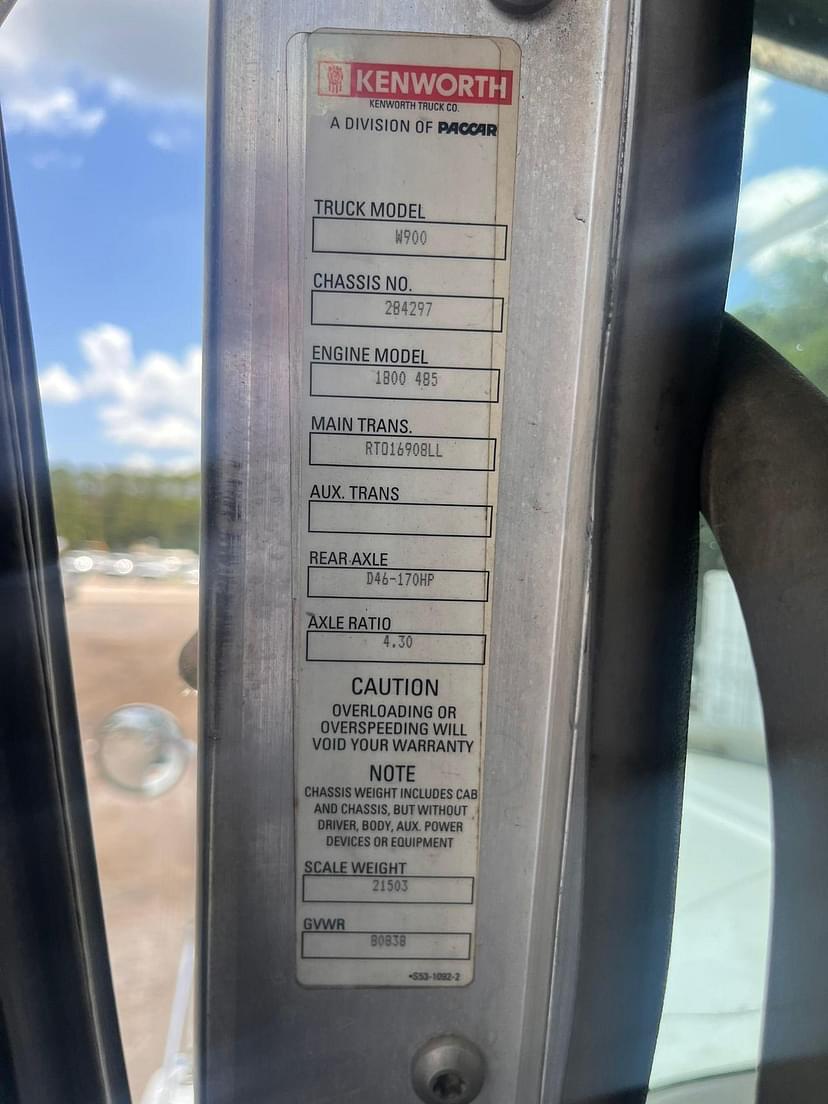 KENWORTH
KENWORTH TRUCK CO.
A DIVISION OF PACCAR
TRUCK MODEL
W900
CHASSIS NO.
284297
ENGINE MODEL
1800 485
MAIN TRANS.
RTO16908LL
AUX. TRANS
REAR AXLE
D46-170HP
AXLE RATIO
4.30
CAUTION
OVERLOADING OR
OVERSPEEDING WILL
VOID YOUR WARRANTY
NOTE
CHASSIS WEIGHT INCLUDES CAB
AND CHASSIS, BUT WITHOUT
DRIVER, BODY, AUX. POWER
DEVICES OR EQUIPMENT
SCALE WEIGHT
21503
GVWR
80838
•S53-1092-2